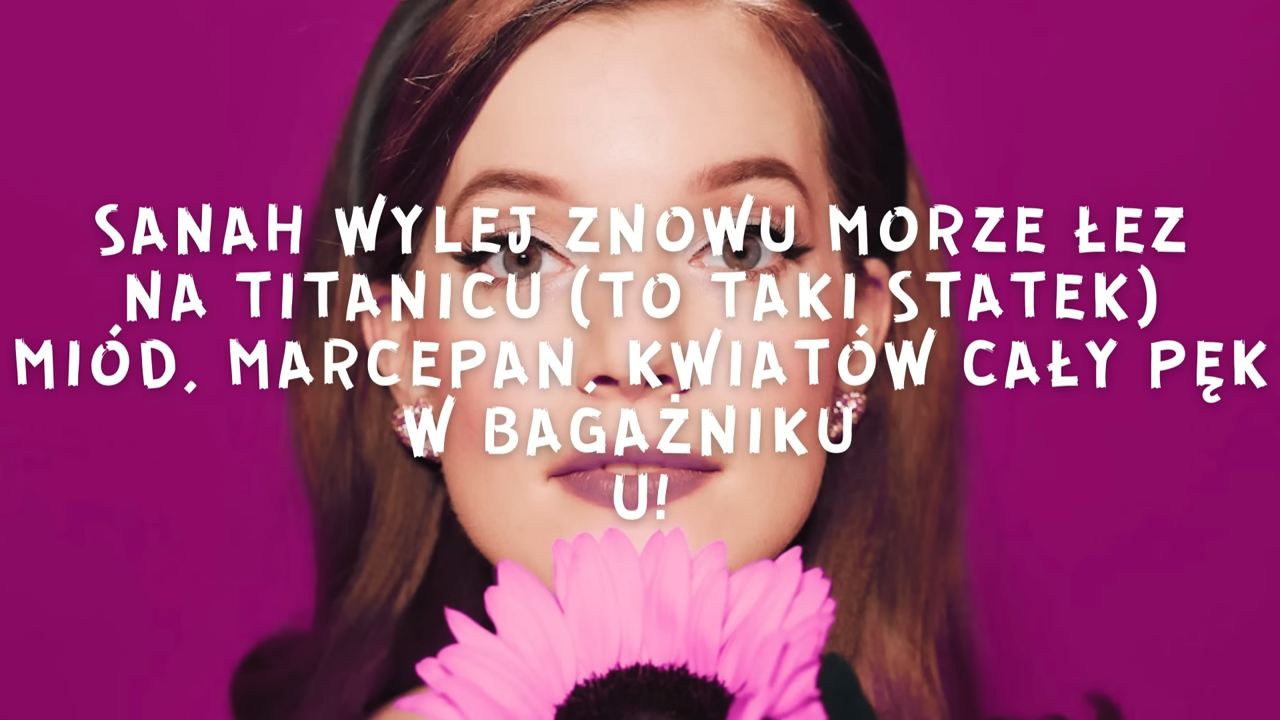 SANAH WYLEJ ZNOWU MORZE ŁEZ
NA TITANICU (TO TAKI STATEK)
MIÓD, MARCEPAN, KWIATÓW CAŁY PĘK
W BAGAŻNIKU
U!